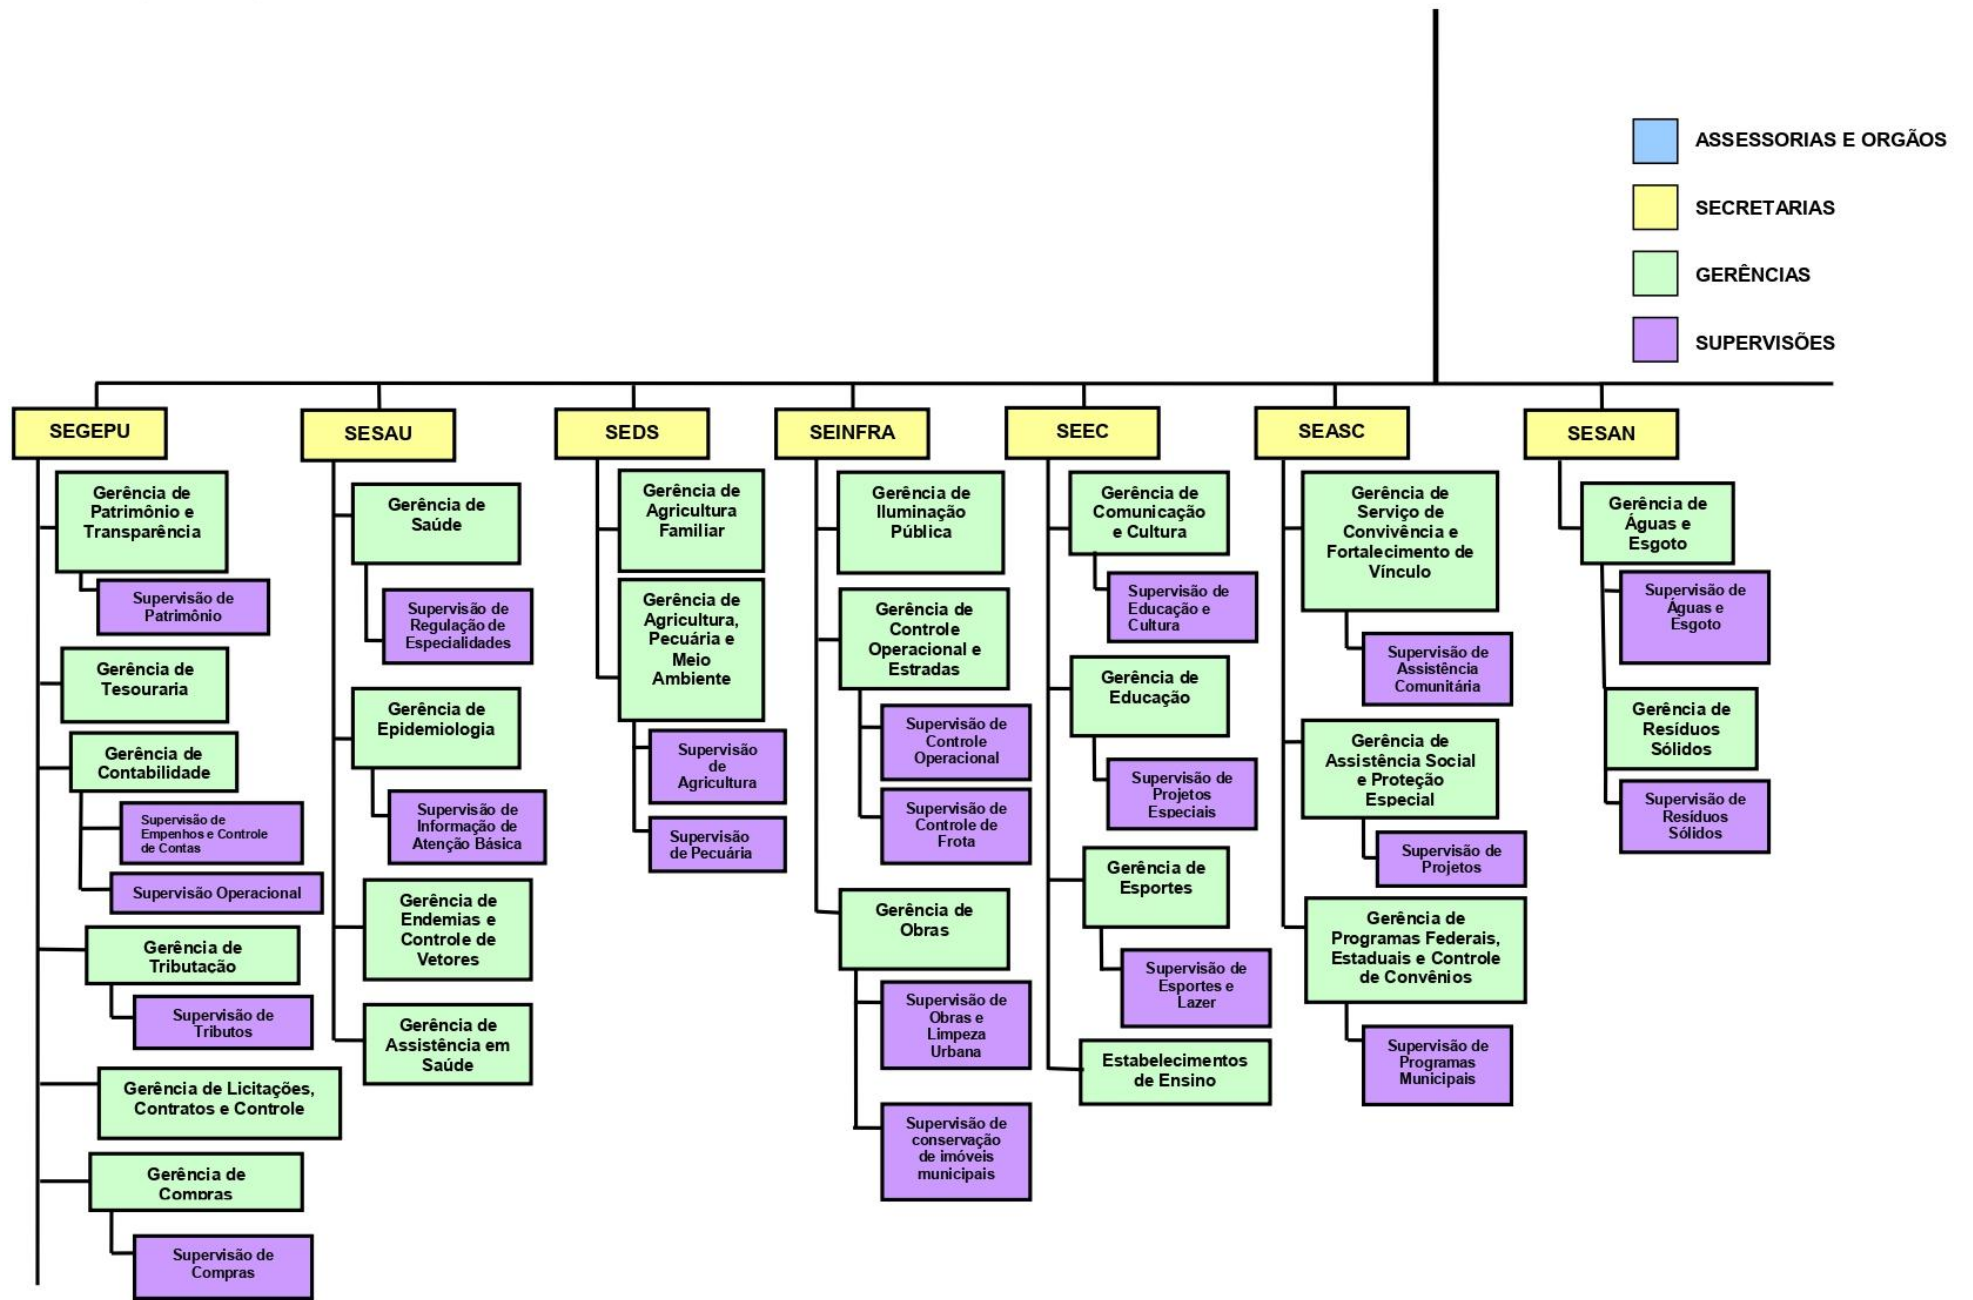 ASSESSORIAS E ORGÃOS
SECRETARIAS
GERÊNCIAS
SUPERVISÕES
SEGEPU
Gerência de
Patrimônio e
Transparência
Supervisão de
Patrimônio
Gerência de
Tesouraria
Gerência de
Contabilidade
Supervisão de
Empenhos e Controle
de Contas
Supervisão Operacional
Gerência de
Tributação
Supervisão de
Tributos
Gerência de Licitações,
Contratos e Controle
Gerência de
Compras
Supervisão de
Compras
SESAU
Gerência de
Saúde
Supervisão de
Regulação de
Especialidades
Gerência de
Epidemiologia
Supervisão de
Informação de
Atenção Básica
Gerência de
Endemias e
Controle de
Vetores
Gerência de
Assistência em
Saúde
SEDS
Gerência de
Agricultura
Familiar
Gerência de
Agricultura,
Pecuária e
Meio
Ambiente
Supervisão
de
Agricultura
Supervisão
de Pecuária
SEINFRA
Gerência de
Iluminação
Pública
Gerência de
Controle
Operacional e
Estradas
Supervisão de
Controle
Operacional
Supervisão de
Controle de
Frota
Gerência de
Obras
Supervisão de
Obras e
Limpeza
Urbana
Supervisão de
conservação
de imóveis
municipais
SEEC
Gerência de
Comunicação
e Cultura
Supervisão de
Educação e
Cultura
Gerência de
Educação
Supervisão de
Projetos
Especiais
Gerência de
Esportes
Supervisão de
Esportes e
Lazer
Estabelecimentos
de Ensino
SEASC
Gerência de
Serviço de
Convivência e
Fortalecimento de
Vínculo
Supervisão de
Assistência
Comunitária
Gerência de
Assistência Social
e Proteção
Especial
Supervisão de
Projetos
Gerência de
Programas Federais,
Estaduais e Controle
de Convênios
Supervisão de
Programas
Municipais
SESAN
Gerência de
Águas e
Esgoto
Supervisão de
Águas e
Esgoto
Gerência de
Resíduos
Sólidos
Supervisão de
Resíduos
Sólidos